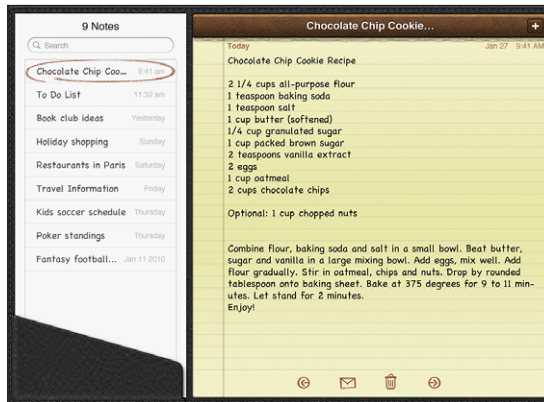 9 Notes
Search
Chocolate Chip Coo... 9:41 am
To Do List 11:32 am
Book club ideas Yesterday
Holiday shopping Sunday
Restaurants in Paris Saturday
Travel Information Friday
Kids soccer schedule Thursday
Poker standings Thursday
Fantasy football... Jan 11 2010
Chocolate Chip Cookie...
+
Today Jan 27 9:41 AM
Chocolate Chip Cookie Recipe
2 1/4 cups all-purpose flour
1 teaspoon baking soda
1 teaspoon salt
1 cup butter (softened)
1/4 cup granulated sugar
1 cup packed brown sugar
2 teaspoons vanilla extract
2 eggs
1 cup oatmeal
2 cups chocolate chips
Optional: 1 cup chopped nuts
Combine flour, baking soda and salt in a small bowl. Beat butter,
sugar and vanilla in a large mixing bowl. Add eggs, mix well. Add
flour gradually. Stir in oatmeal, chips and nuts. Drop by rounded
tablespoon onto baking sheet. Bake at 375 degrees for 9 to 11 min-
utes. Let stand for 2 minutes.
Enjoy!